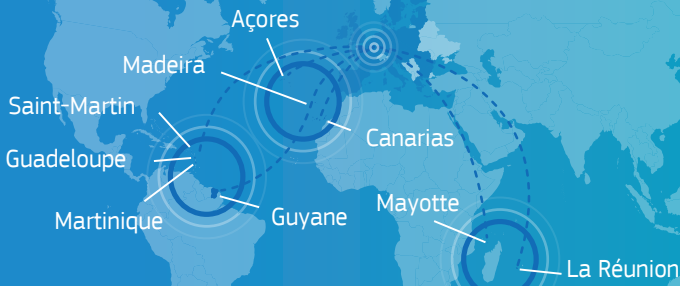 Açores
Madeira
Saint-Martin
Canarias
Guadeloupe
Mayotte
Martinique
Guyane
La Réunion